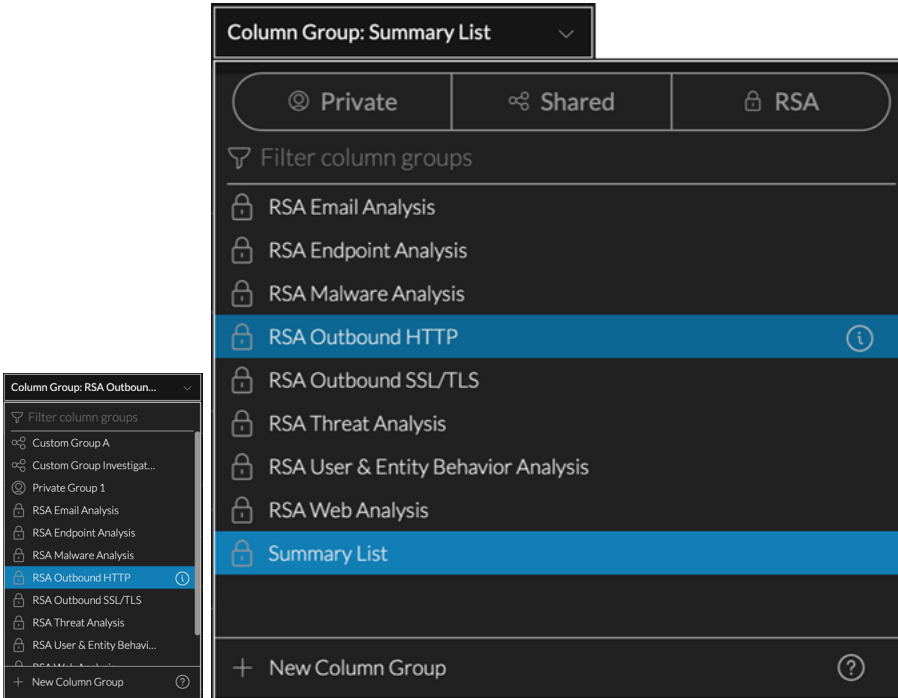 Column Group: Summary List
Private Shared RSA
Filter column groups
RSA Email Analysis
RSA Endpoint Analysis
RSA Malware Analysis
RSA Outbound HTTP
RSA Outbound SSL/TLS
RSA Threat Analysis
RSA User & Entity Behavior Analysis
RSA Web Analysis
Summary List
New Column Group
Column Group: RSA Outboun...
Filter column groups
Custom Group A
Custom Group Investigat...
Private Group 1
RSA Email Analysis
RSA Endpoint Analysis
RSA Malware Analysis
RSA Outbound HTTP
RSA Outbound SSL/TLS
RSA Threat Analysis
RSA User & Entity Behavi...
RSA Web Analysis
New Column Group